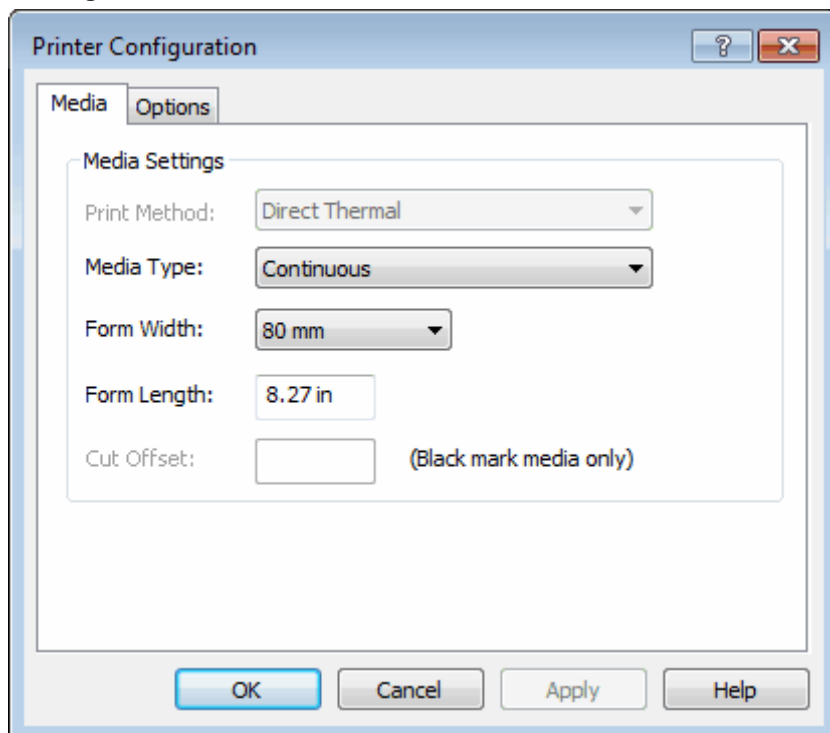 Printer Configuration
?
Media Options
Media Settings
Print Method: Direct Thermal
Media Type: Continuous
Form Width: 80 mm
Form Length: 8.27 in
Cut Offset: (Black mark media only)
OK Cancel Apply Help